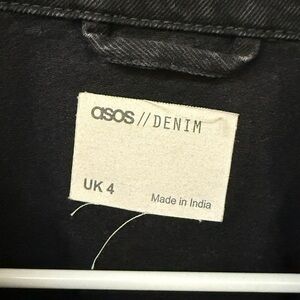 asos // DENIM
UK 4
Made in India